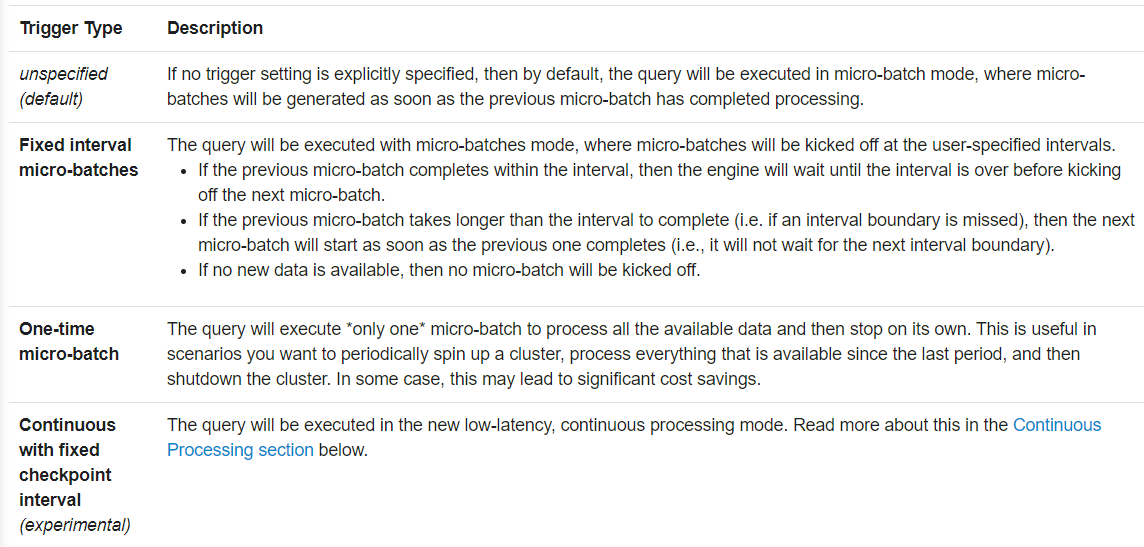 Trigger Type Description
unspecified If no trigger setting is explicitly specified, then by default, the query will be executed in micro-batch mode, where micro-
(default) batches will be generated as soon as the previous micro-batch has completed processing.
Fixed interval The query will be executed with micro-batches mode, where micro-batches will be kicked off at the user-specified intervals.
micro-batches • If the previous micro-batch completes within the interval, then the engine will wait until the interval is over before kicking
off the next micro-batch.
• If the previous micro-batch takes longer than the interval to complete (i.e. if an interval boundary is missed), then the next
micro-batch will start as soon as the previous one completes (i.e., it will not wait for the next interval boundary).
• If no new data is available, then no micro-batch will be kicked off.
One-time The query will execute *only one* micro-batch to process all the available data and then stop on its own. This is useful in
micro-batch scenarios you want to periodically spin up a cluster, process everything that is available since the last period, and then
shutdown the cluster. In some case, this may lead to significant cost savings.
Continuous The query will be executed in the new low-latency, continuous processing mode. Read more about this in the Continuous
with fixed Processing section below.
checkpoint
interval
(experimental)